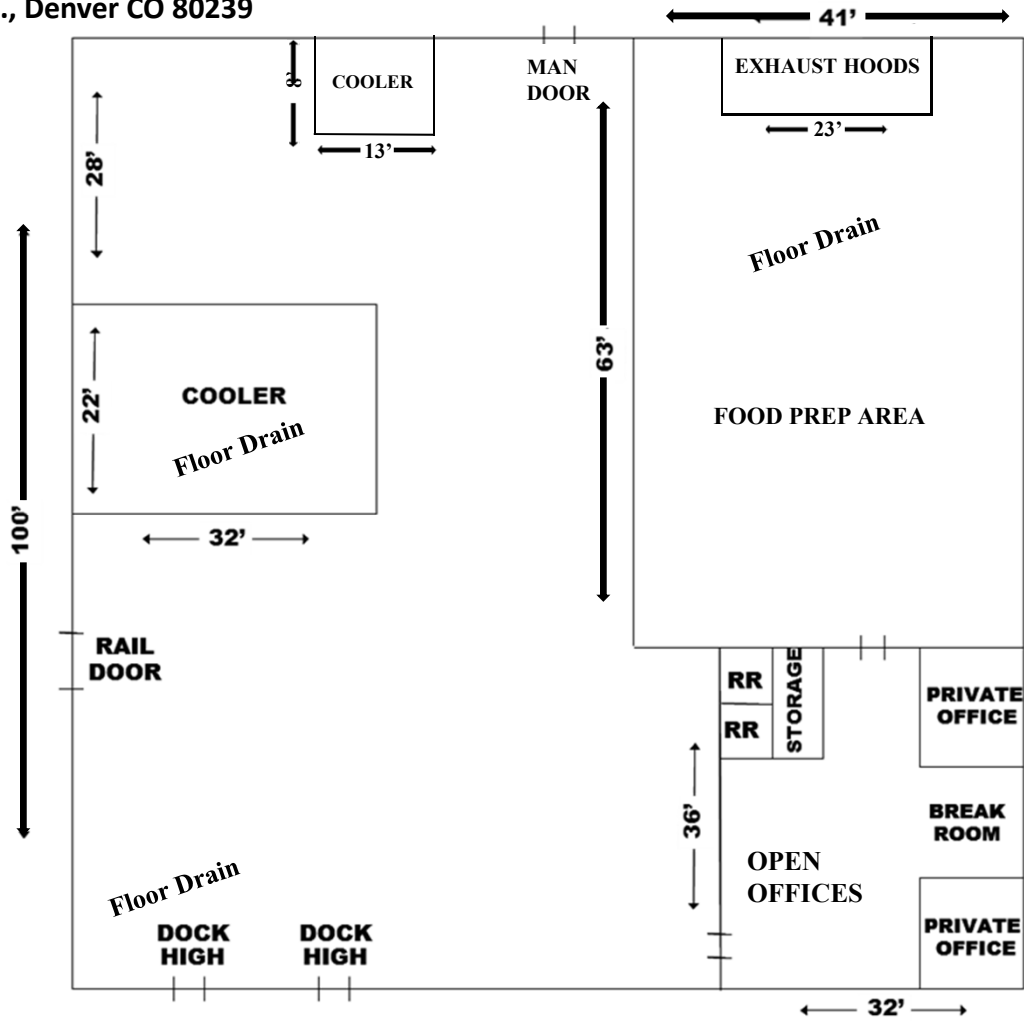 ., Denver CO 80239
41’
8’
COOLER
MAN
DOOR
EXHAUST HOODS
13’
23’
28’
Floor Drain
63’
22’
COOLER
Floor Drain
FOOD PREP AREA
100’
32’
RAIL
DOOR
RR
STORAGE
RR
PRIVATE
OFFICE
36’
BREAK
ROOM
OPEN
OFFICES
Floor Drain
DOCK
HIGH
DOCK
HIGH
PRIVATE
OFFICE
32’